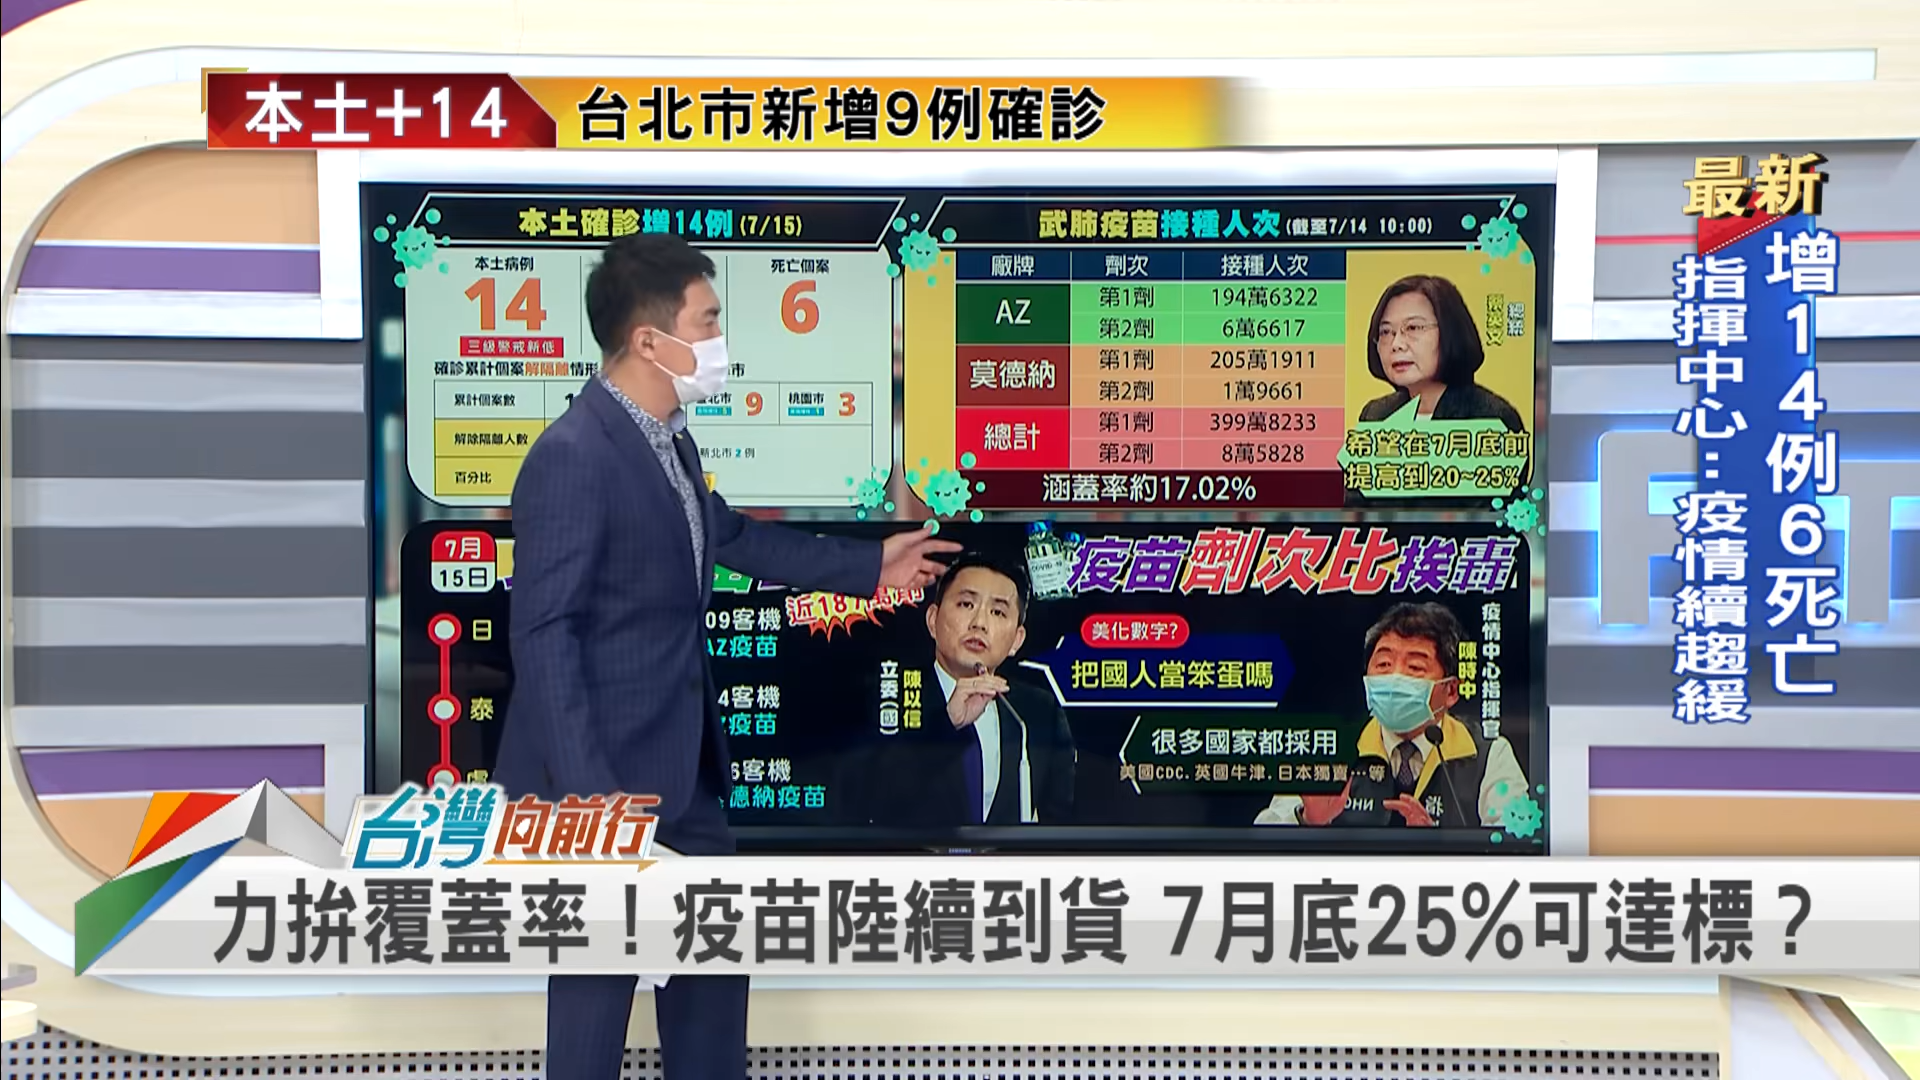 本土+14
台北市新增9例確診
最新
增14例6死亡
指揮中心：疫情續趨緩
本土確診增14例(7/15)
本土病例
14
三級警戒新低
死亡個案
6
確診累計個案解隔離情形
累計個案數
解除隔離人數
百分比
臺北市
9
桃園市
3
新北市2例
武肺疫苗接種人次(截至7/14 10:00)
廠牌 劑次 接種人次
AZ 第1劑 194萬6322
第2劑 6萬6617
莫德納 第1劑 205萬1911
第2劑 1萬9661
總計 第1劑 399萬8233
第2劑 8萬5828
涵蓋率約17.02%
總統
蔡英文
希望在7月底前
提高到20~25%
7月
15日
日
09客機
AZ疫苗
泰
4客機
疫苗
6客機
德納疫苗
近187萬劑
疫苗劑次比挨轟
COVID-19
立委(國)
陳以信
美化數字?
把國人當笨蛋嗎
疫情中心指揮官
陳時中
很多國家都採用
美國CDC.英國牛津.日本獨賣…等
SAMSUNG
台灣向前行
力拚覆蓋率！疫苗陸續到貨 7月底25%可達標？